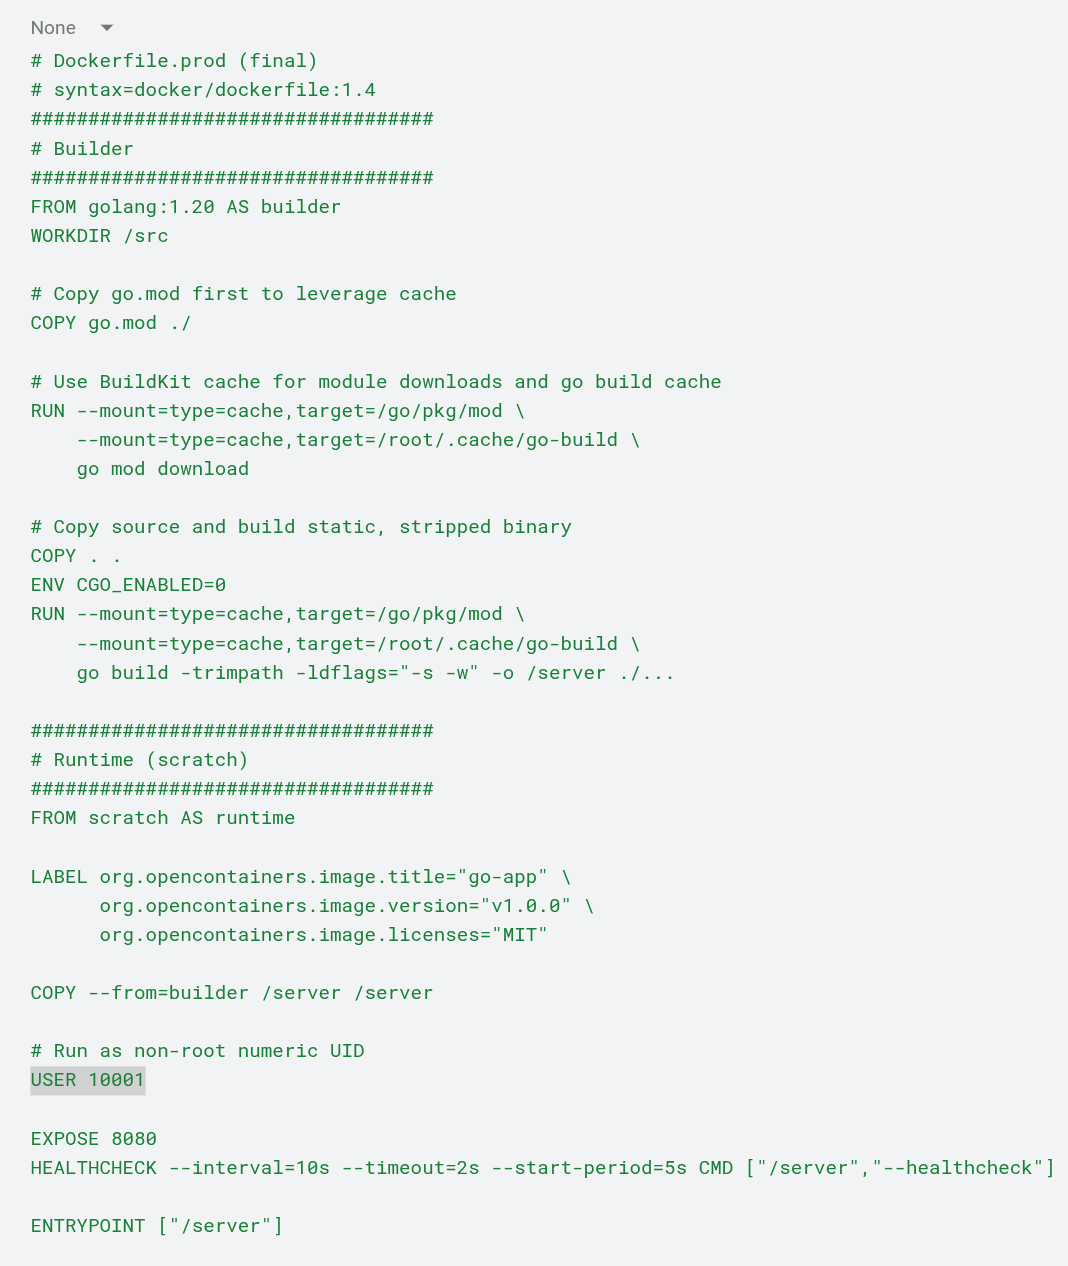 None
# Dockerfile.prod (final)
# syntax=docker/dockerfile:1.4
###################################
# Builder
###################################
FROM golang:1.20 AS builder
WORKDIR /src
# Copy go.mod first to leverage cache
COPY go.mod ./
# Use BuildKit cache for module downloads and go build cache
RUN --mount=type=cache,target=/go/pkg/mod \
    --mount=type=cache,target=/root/.cache/go-build \
    go mod download
# Copy source and build static, stripped binary
COPY . .
ENV CGO_ENABLED=0
RUN --mount=type=cache,target=/go/pkg/mod \
    --mount=type=cache,target=/root/.cache/go-build \
    go build -trimpath -ldflags="-s -w" -o /server ./...
###################################
# Runtime (scratch)
###################################
FROM scratch AS runtime
LABEL org.opencontainers.image.title="go-app" \
      org.opencontainers.image.version="v1.0.0" \
      org.opencontainers.image.licenses="MIT"
COPY --from=builder /server /server
# Run as non-root numeric UID
USER 10001
EXPOSE 8080
HEALTHCHECK --interval=10s --timeout=2s --start-period=5s CMD ["/server","--healthcheck"]
ENTRYPOINT ["/server"]